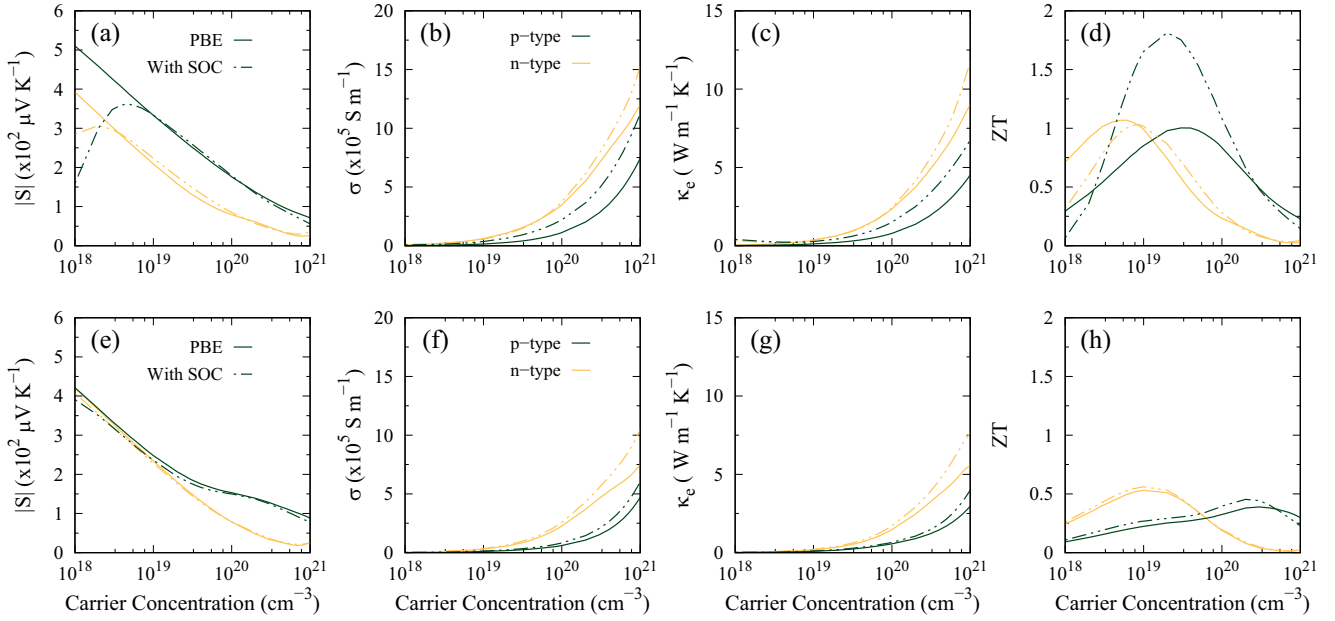 (a)
PBE
With SOC
|S| (x10² μV K⁻¹)
0
1
2
3
4
5
6
10¹⁸
10¹⁹
10²⁰
10²¹
(b)
p−type
n−type
σ (x10⁵ S m⁻¹)
0
5
10
15
20
10¹⁸
10¹⁹
10²⁰
10²¹
(c)
κₑ ( W m⁻¹ K⁻¹)
0
5
10
15
10¹⁸
10¹⁹
10²⁰
10²¹
(d)
ZT
0
0.5
1
1.5
2
10¹⁸
10¹⁹
10²⁰
10²¹
(e)
PBE
With SOC
|S| (x10² μV K⁻¹)
0
1
2
3
4
5
6
10¹⁸
10¹⁹
10²⁰
10²¹
Carrier Concentration (cm⁻³)
(f)
p−type
n−type
σ (x10⁵ S m⁻¹)
0
5
10
15
20
10¹⁸
10¹⁹
10²⁰
10²¹
Carrier Concentration (cm⁻³)
(g)
κₑ ( W m⁻¹ K⁻¹)
0
5
10
15
10¹⁸
10¹⁹
10²⁰
10²¹
Carrier Concentration (cm⁻³)
(h)
ZT
0
0.5
1
1.5
2
10¹⁸
10¹⁹
10²⁰
10²¹
Carrier Concentration (cm⁻³)